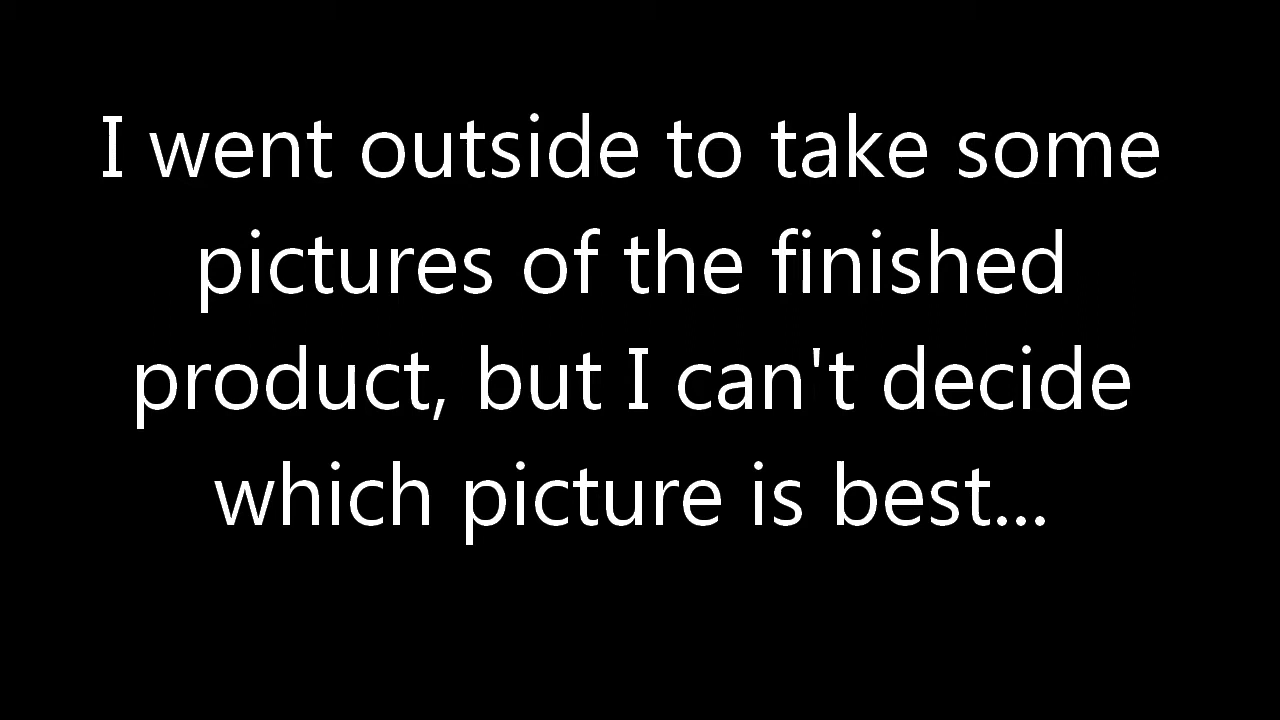 I went outside to take some
pictures of the finished
product, but I can't decide
which picture is best...